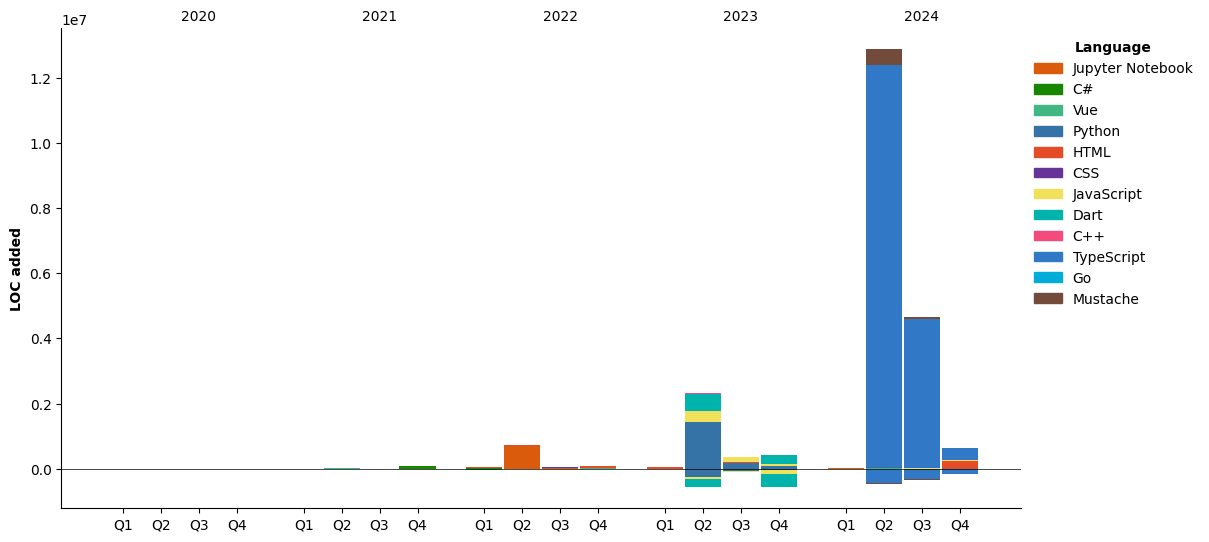 1e7
2020 2021 2022 2023 2024
Language
Jupyter Notebook
C#
Vue
Python
HTML
CSS
JavaScript
Dart
C++
TypeScript
Go
Mustache
LOC added
1.2
1.0
0.8
0.6
0.4
0.2
0.0
Q1 Q2 Q3 Q4 Q1 Q2 Q3 Q4 Q1 Q2 Q3 Q4 Q1 Q2 Q3 Q4 Q1 Q2 Q3 Q4